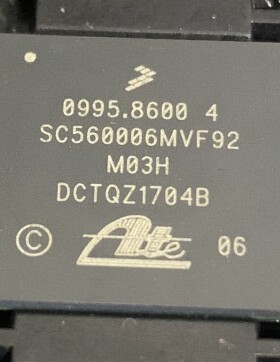 0995.8600 4
SC560006MVF92
M03H
DCTQZ1704B
© Ate 06